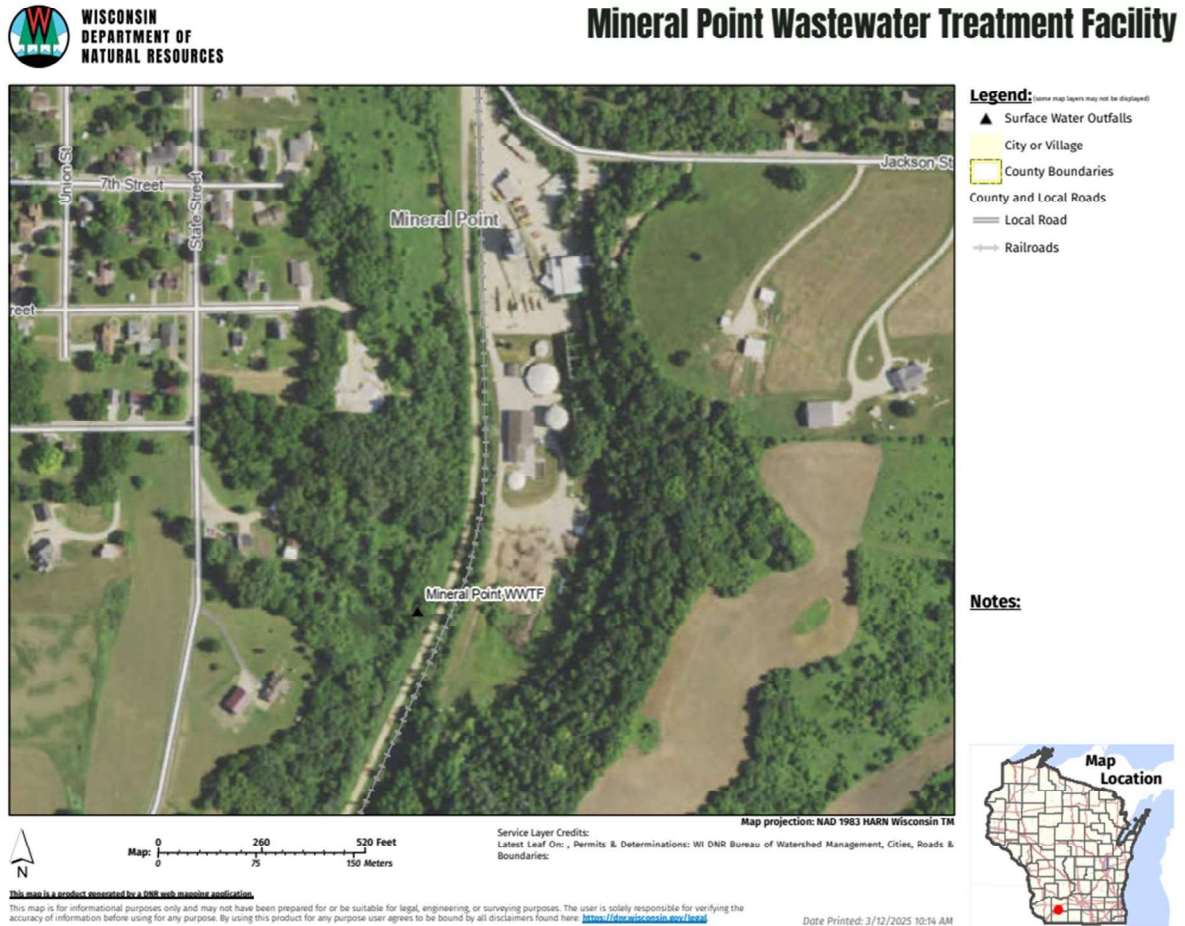 WISCONSIN
DEPARTMENT OF
NATURAL RESOURCES
Mineral Point Wastewater Treatment Facility
Union St
7th Street
State Street
Mineral Point
Jackson St
reet
Mineral Point WWTF
Legend: (some map layers may not be displayed)
Surface Water Outfalls
City or Village
County Boundaries
County and Local Roads
Local Road
Railroads
Notes:
Map
Location
Map projection: NAD 1983 HARN Wisconsin TM
N
Map:
0 260 520 Feet
0 75 150 Meters
Service Layer Credits:
Latest Leaf On: , Permits & Determinations: WI DNR Bureau of Watershed Management, Cities, Roads &
Boundaries:
This map is a product generated by a DNR web mapping application.
This map is for informational purposes only and may not have been prepared for or be suitable for legal, engineering, or surveying purposes. The user is solely responsible for verifying the
accuracy of information before using for any purpose. By using this product for any purpose user agrees to be bound by all disclaimers found here: https://dnr.wisconsin.gov/legal.
Date Printed: 3/12/2025 10:14 AM